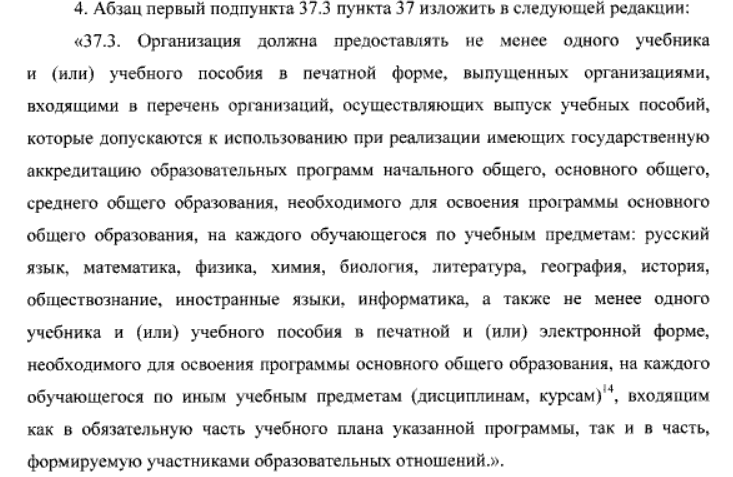 4. Абзац первый подпункта 37.3 пункта 37 изложить в следующей редакции:
«37.3. Организация должна предоставлять не менее одного учебника
и (или) учебного пособия в печатной форме, выпущенных организациями,
входящими в перечень организаций, осуществляющих выпуск учебных пособий,
которые допускаются к использованию при реализации имеющих государственную
аккредитацию образовательных программ начального общего, основного общего,
среднего общего образования, необходимого для освоения программы основного
общего образования, на каждого обучающегося по учебным предметам: русский
язык, математика, физика, химия, биология, литература, география, история,
обществознание, иностранные языки, информатика, а также не менее одного
учебника и (или) учебного пособия в печатной и (или) электронной форме,
необходимого для освоения программы основного общего образования, на каждого
обучающегося по иным учебным предметам (дисциплинам, курсам)¹⁴, входящим
как в обязательную часть учебного плана указанной программы, так и в часть,
формируемую участниками образовательных отношений.».